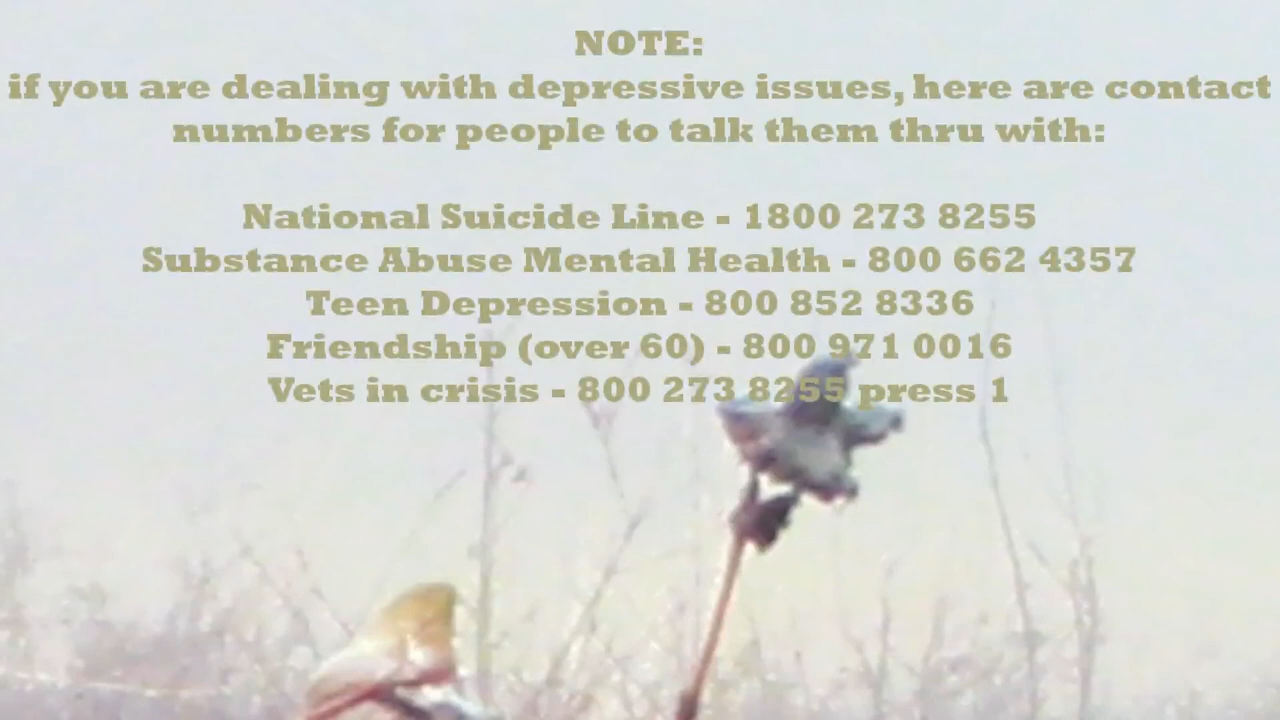 NOTE:
if you are dealing with depressive issues, here are contact
numbers for people to talk them thru with:
National Suicide Line - 1800 273 8255
Substance Abuse Mental Health - 800 662 4357
Teen Depression - 800 852 8336
Friendship (over 60) - 800 971 0016
Vets in crisis - 800 273 8255 press 1